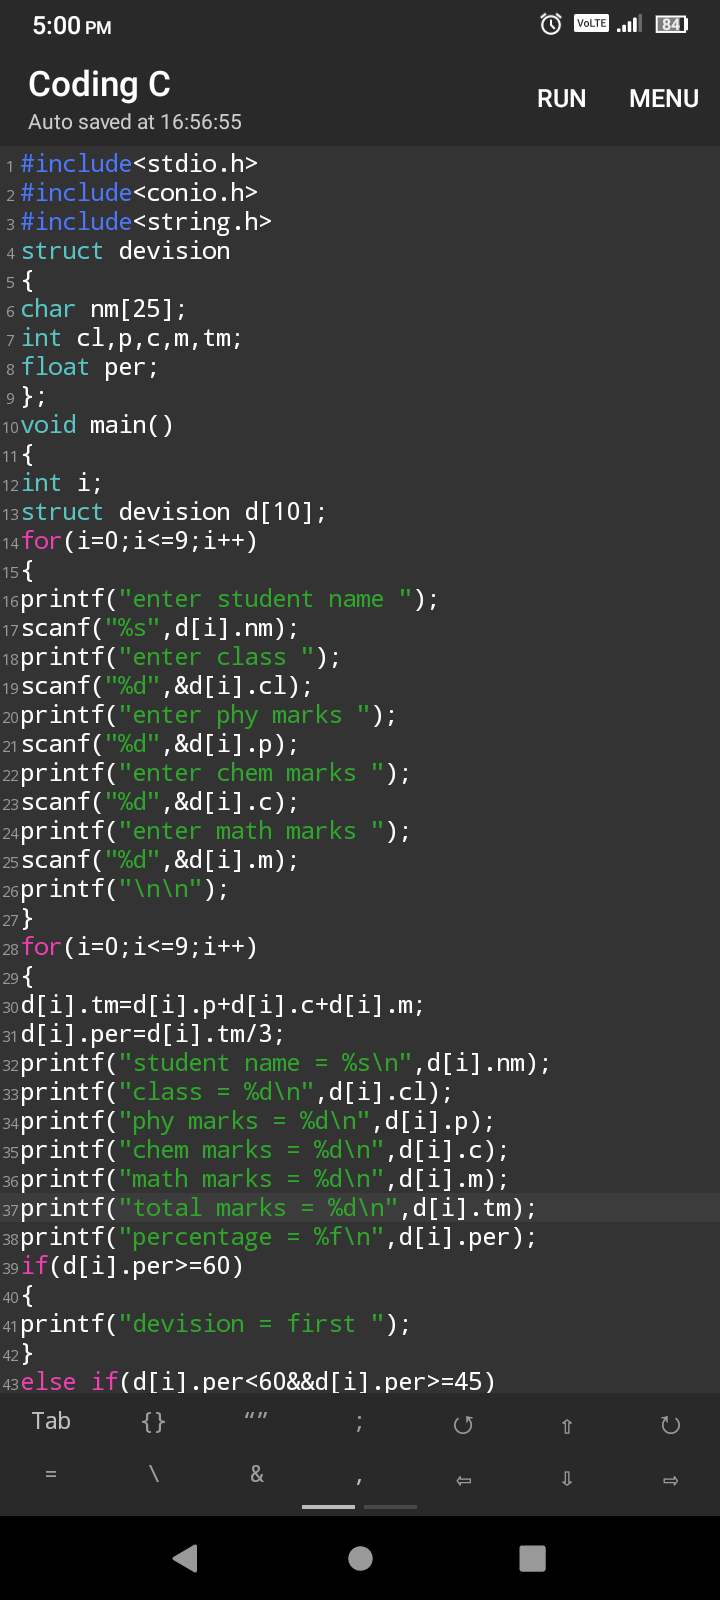 5:00 PM
VoLTE
84
Coding C
RUN MENU
Auto saved at 16:56:55
1 #include<stdio.h>
2 #include<conio.h>
3 #include<string.h>
4 struct devision
5 {
6 char nm[25];
7 int cl,p,c,m,tm;
8 float per;
9 };
10 void main()
11 {
12 int i;
13 struct devision d[10];
14 for(i=0;i<=9;i++)
15 {
16 printf("enter student name ");
17 scanf("%s",d[i].nm);
18 printf("enter class ");
19 scanf("%d",&d[i].cl);
20 printf("enter phy marks ");
21 scanf("%d",&d[i].p);
22 printf("enter chem marks ");
23 scanf("%d",&d[i].c);
24 printf("enter math marks ");
25 scanf("%d",&d[i].m);
26 printf("\n\n");
27 }
28 for(i=0;i<=9;i++)
29 {
30 d[i].tm=d[i].p+d[i].c+d[i].m;
31 d[i].per=d[i].tm/3;
32 printf("student name = %s\n",d[i].nm);
33 printf("class = %d\n",d[i].cl);
34 printf("phy marks = %d\n",d[i].p);
35 printf("chem marks = %d\n",d[i].c);
36 printf("math marks = %d\n",d[i].m);
37 printf("total marks = %d\n",d[i].tm);
38 printf("percentage = %f\n",d[i].per);
39 if(d[i].per>=60)
40 {
41 printf("devision = first ");
42 }
43 else if(d[i].per<60&&d[i].per>=45)
Tab {} “” ; ↺ ⇧ ↻
= \ & , ⇦ ⇩ ⇨